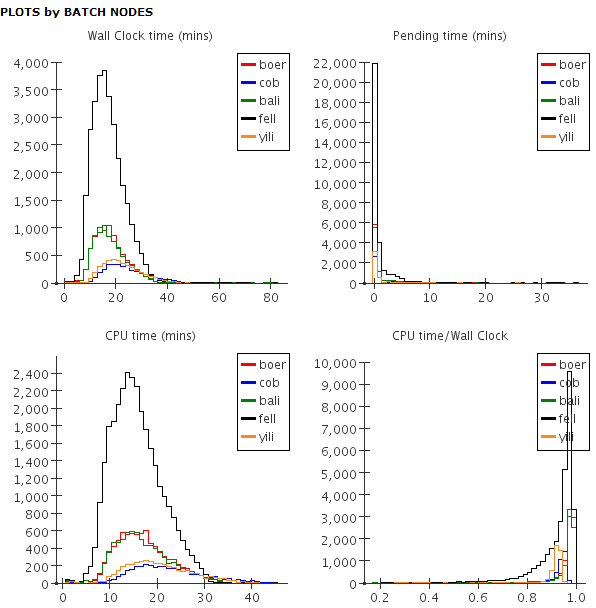 PLOTS by BATCH NODES
Wall Clock time (mins)
4,000
3,500
3,000
2,500
2,000
1,500
1,000
500
0
0 20 40 60 80
boer
cob
bali
fell
yili
Pending time (mins)
22,000
20,000
18,000
16,000
14,000
12,000
10,000
8,000
6,000
4,000
2,000
0
0 10 20 30
boer
cob
bali
fell
yili
CPU time (mins)
2,400
2,200
2,000
1,800
1,600
1,400
1,200
1,000
800
600
400
200
0
0 10 20 30 40
boer
cob
bali
fell
yili
CPU time/Wall Clock
10,000
9,000
8,000
7,000
6,000
5,000
4,000
3,000
2,000
1,000
0
0.2 0.4 0.6 0.8 1.0
boer
cob
bali
fell
yili